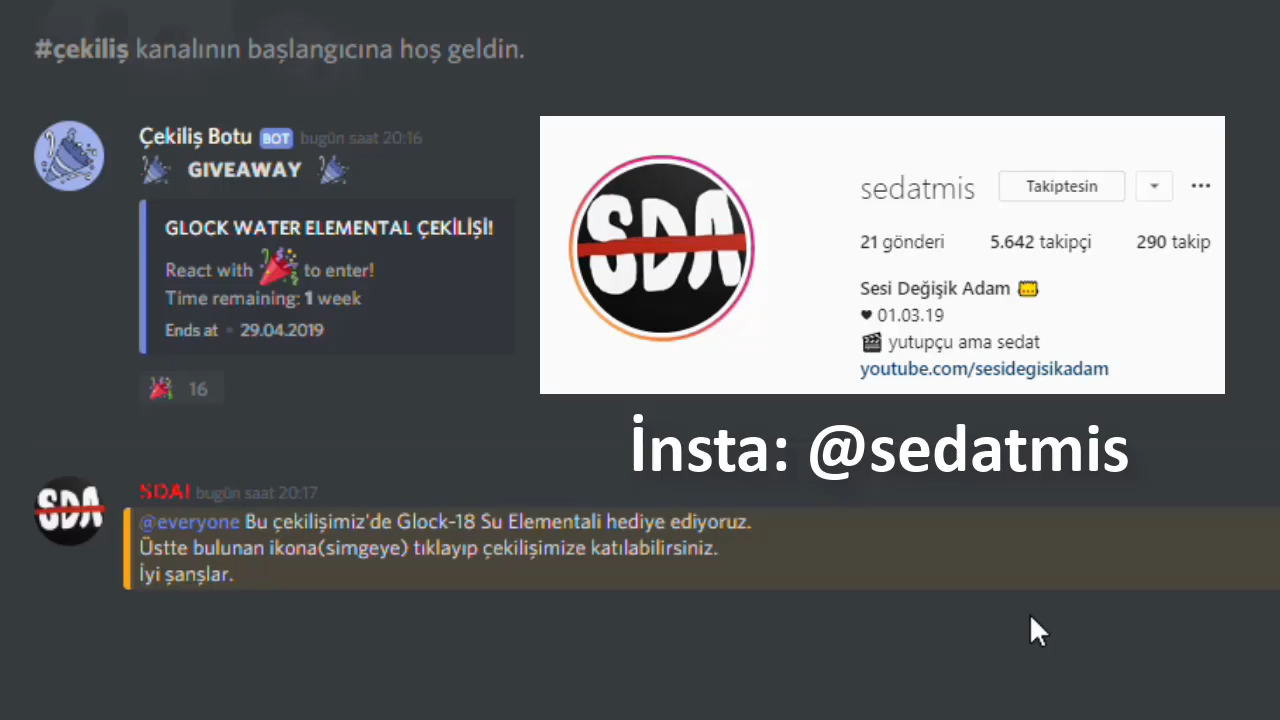 #çekiliş kanalının başlangıcına hoş geldin.
Çekiliş Botu BOT bugün saat 20:16
GIVEAWAY
GLOCK WATER ELEMENTAL ÇEKİLİŞİ!
React with 🎉 to enter!
Time remaining: 1 week
Ends at • 29.04.2019
🎉 16
SDA
sedatmis Takiptesin
21 gönderi 5.642 takipçi 290 takip
Sesi Değişik Adam
❤ 01.03.19
🎬 yutupçu ama sedat
youtube.com/sesidegisikadam
İnsta: @sedatmis
SDA
SDA! bugün saat 20:17
@everyone Bu çekilişimiz'de Glock-18 Su Elementali hediye ediyoruz.
Üstte bulunan ikona(simgeye) tıklayıp çekilişimize katılabilirsiniz.
İyi şanşlar.